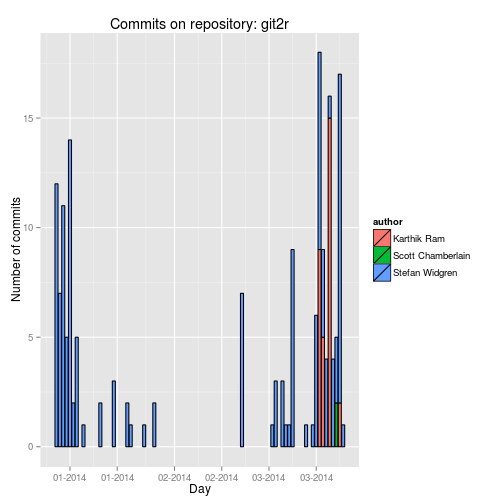 Commits on repository: git2r
Number of commits
15
10
5
0
01-2014 01-2014 02-2014 02-2014 03-2014 03-2014
Day
author
Karthik Ram
Scott Chamberlain
Stefan Widgren